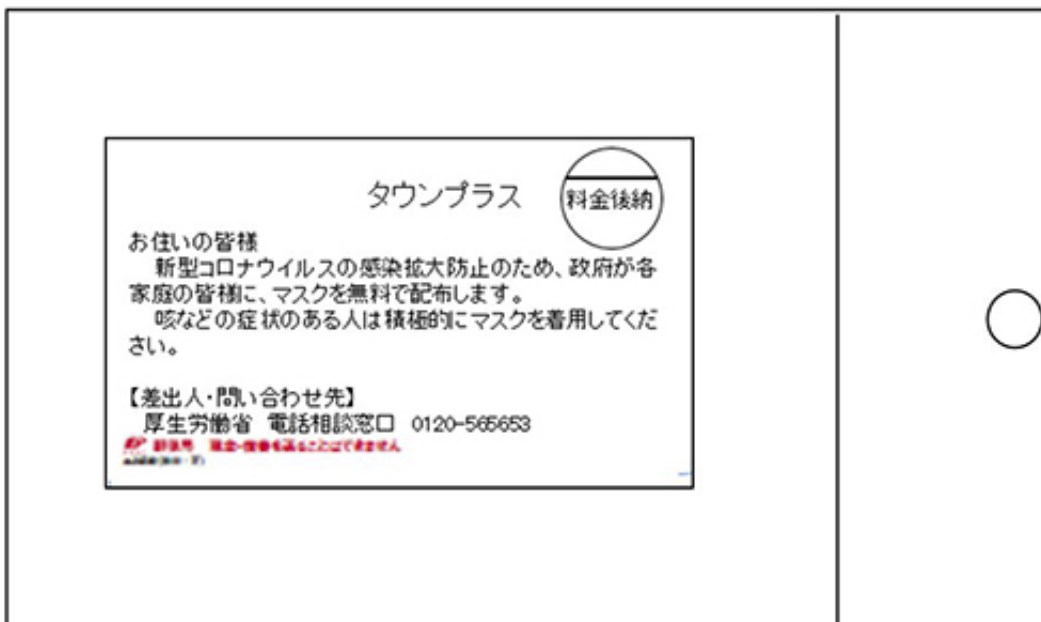 タウンプラス
料金後納
お住いの皆様
新型コロナウイルスの感染拡大防止のため、政府が各
家庭の皆様に、マスクを無料で配布します。
咳などの症状のある人は積極的にマスクを着用してくだ
さい。
【差出人・問い合わせ先】
厚生労働省 電話相談窓口 0120-565653